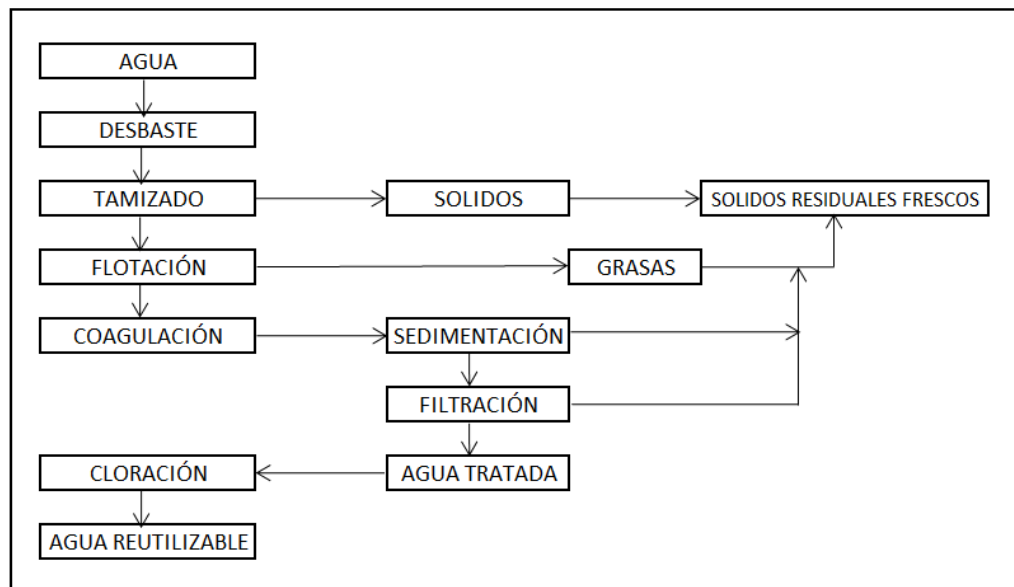 AGUA
DESBASTE
TAMIZADO
SOLIDOS
SOLIDOS RESIDUALES FRESCOS
FLOTACIÓN
GRASAS
COAGULACIÓN
SEDIMENTACIÓN
FILTRACIÓN
CLORACIÓN
AGUA TRATADA
AGUA REUTILIZABLE